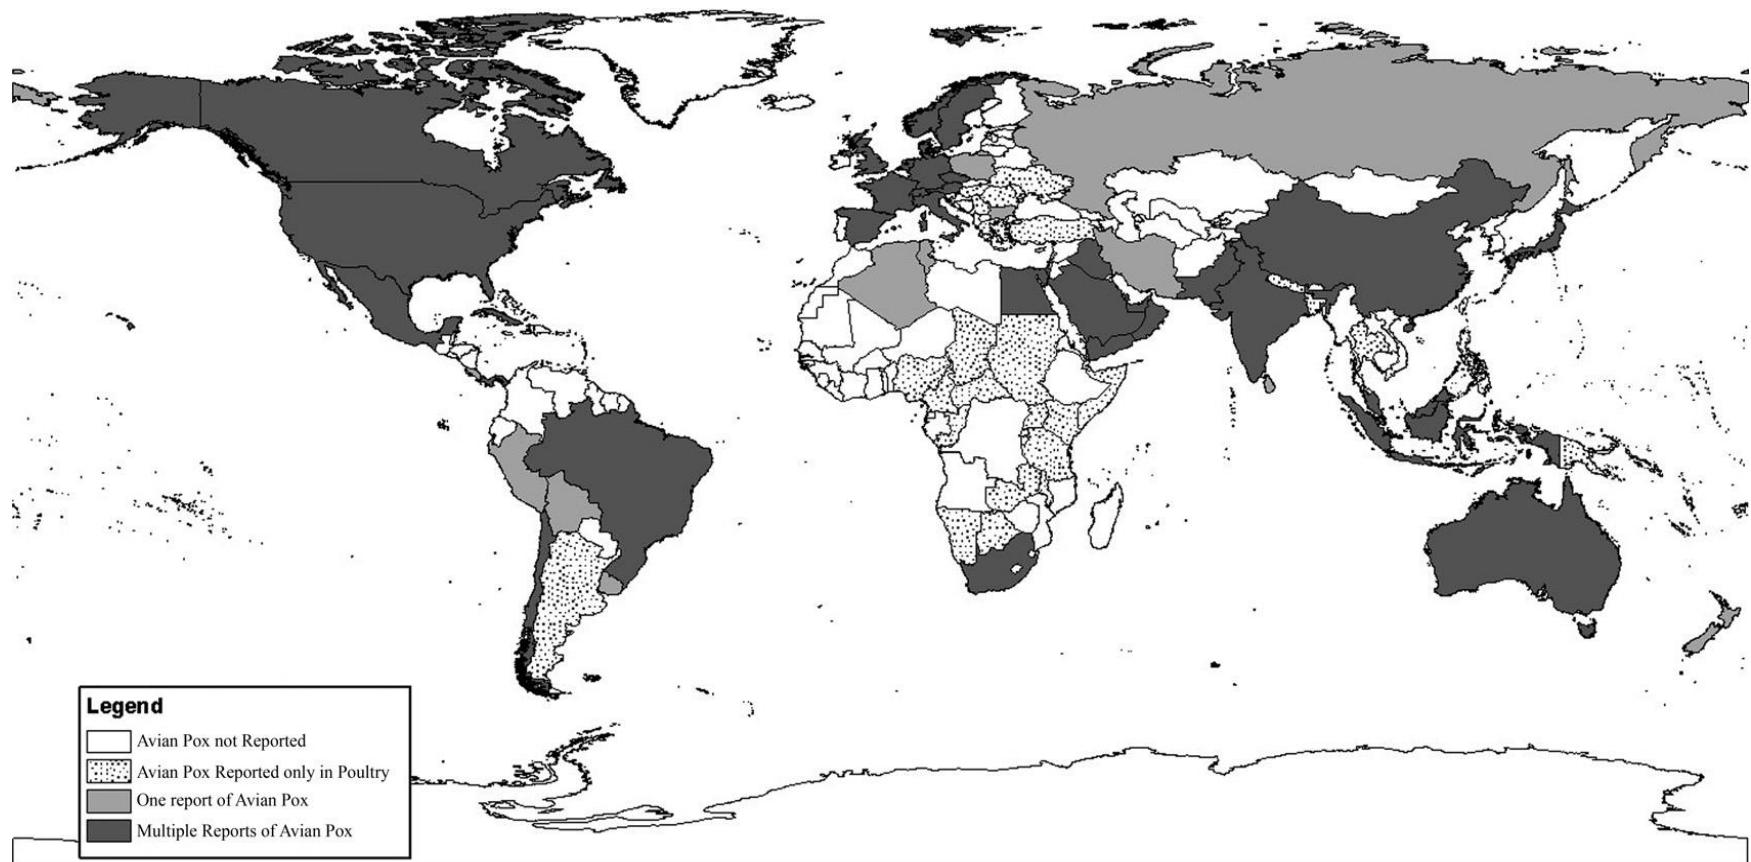 Legend
Avian Pox not Reported
Avian Pox Reported only in Poultry
One report of Avian Pox
Multiple Reports of Avian Pox